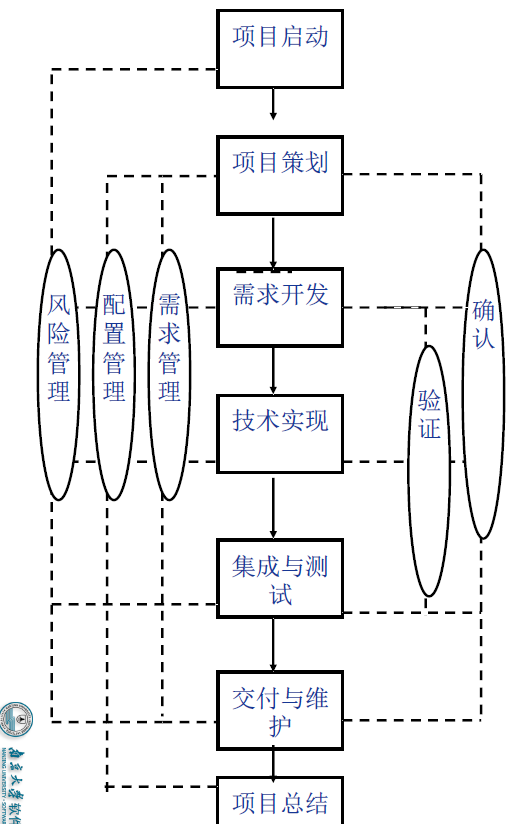 项目启动
项目策划
需求开发
技术实现
集成与测
试
交付与维
护
项目总结
风险管理
配置管理
需求管理
验证
确认
南京大学软件